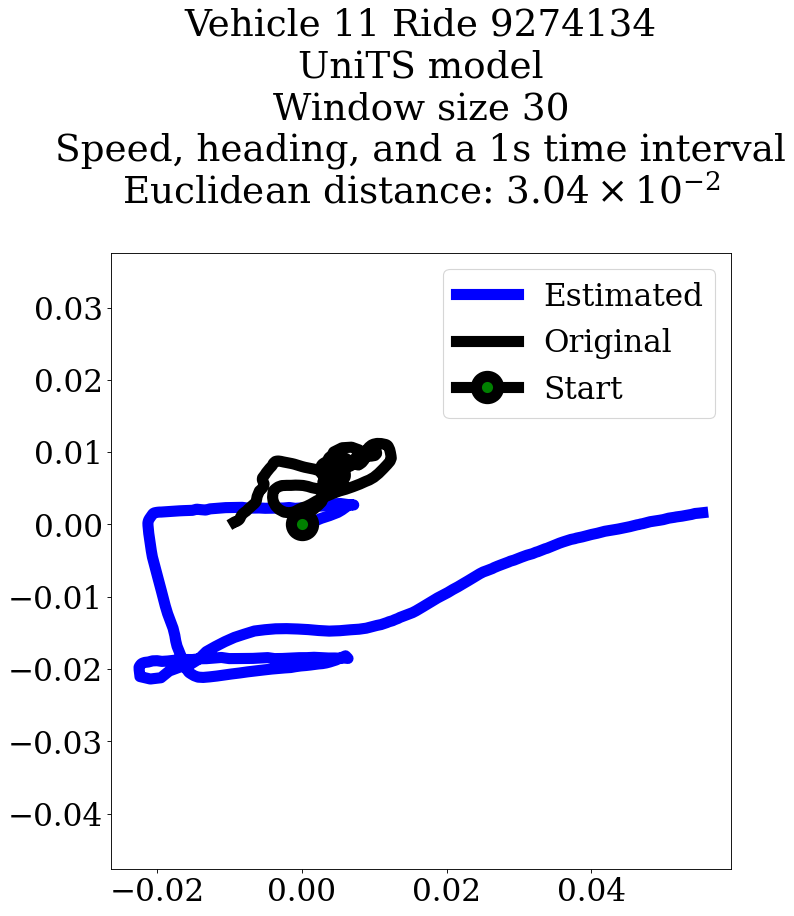 Vehicle 11 Ride 9274134
UniTS model
Window size 30
Speed, heading, and a 1s time interval
Euclidean distance: 3.04 × 10⁻²
Estimated
Original
Start
0.03
0.02
0.01
0.00
−0.01
−0.02
−0.03
−0.04
−0.02 0.00 0.02 0.04